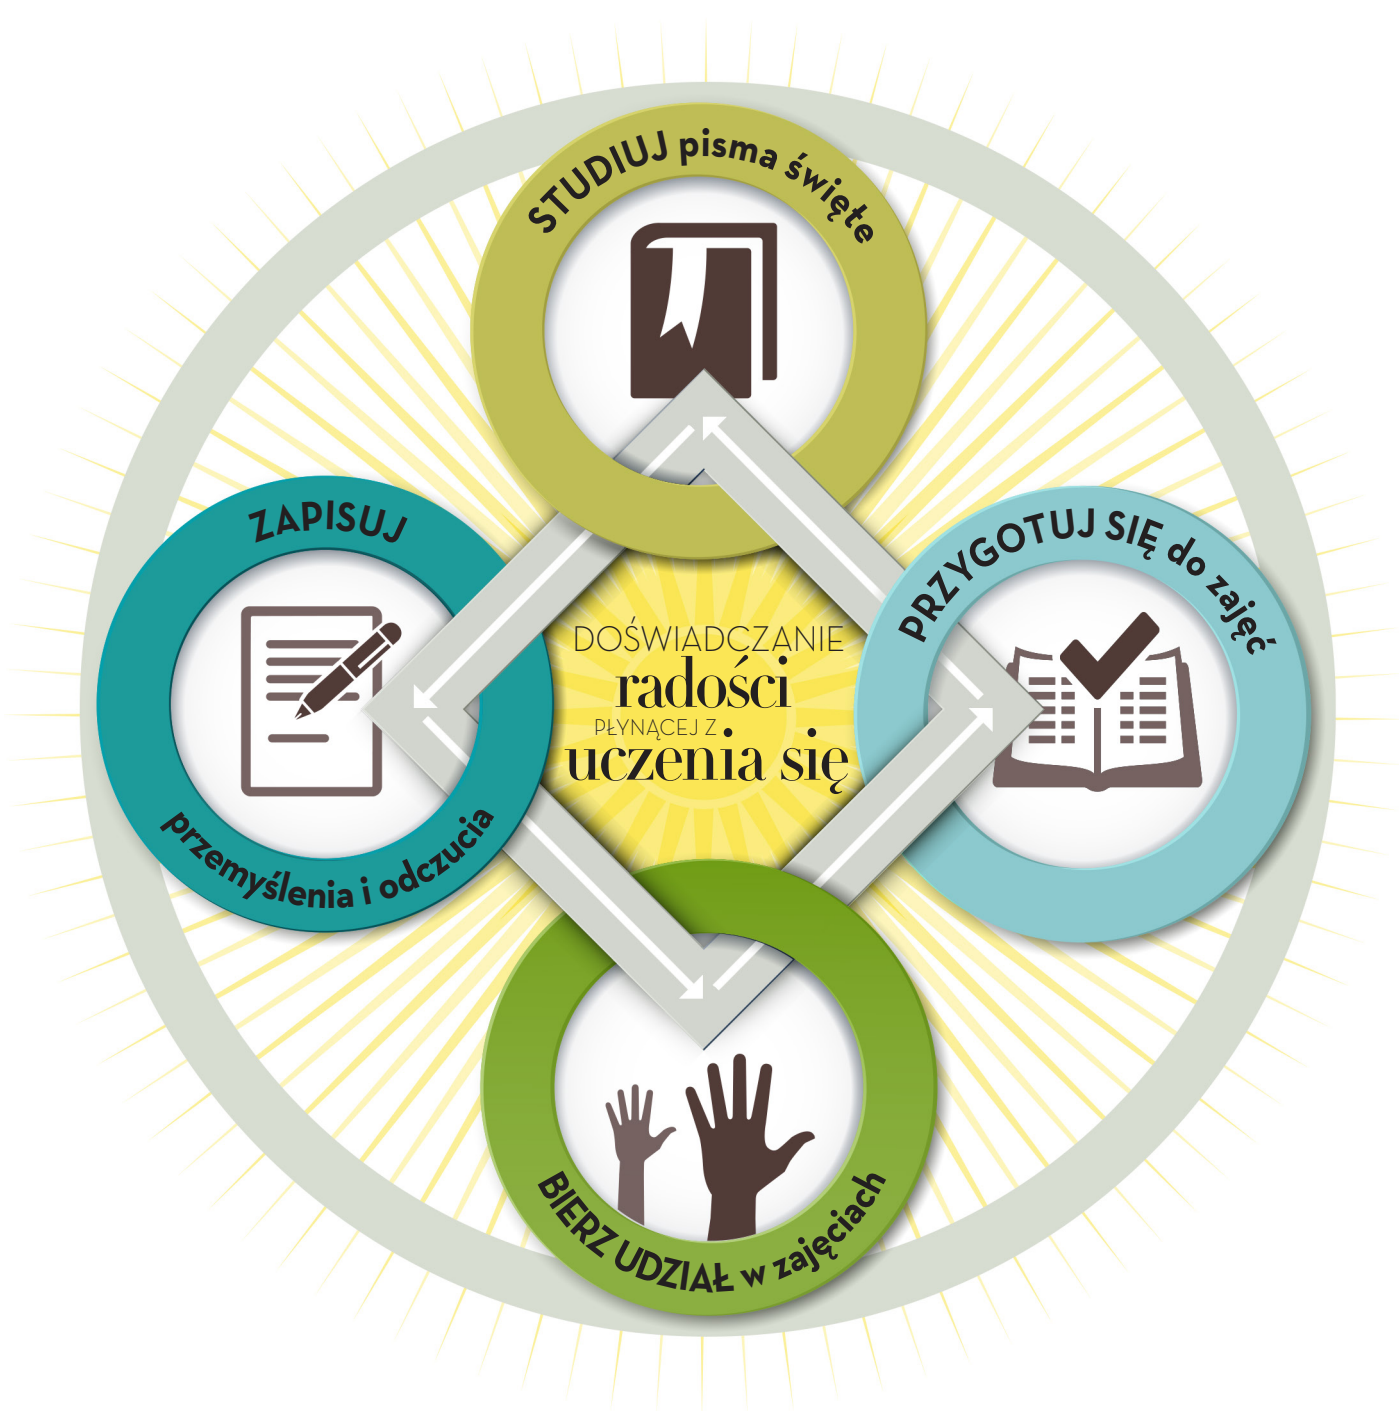 STUDIUJ pisma święte
ZAPISUJ
przemyślenia i odczucia
PRZYGOTUJ SIĘ do zajęć
DOŚWIADCZANIE
radości
PŁYNĄCEJ Z
uczenia się
BIERZ UDZIAŁ w zajęciach